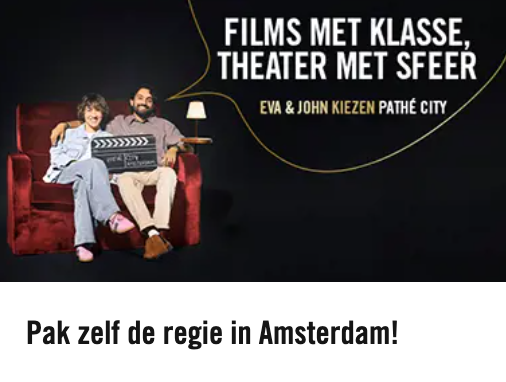 FILMS MET KLASSE,
THEATER MET SFEER
EVA & JOHN KIEZEN PATHÉ CITY
Pak zelf de regie in Amsterdam!